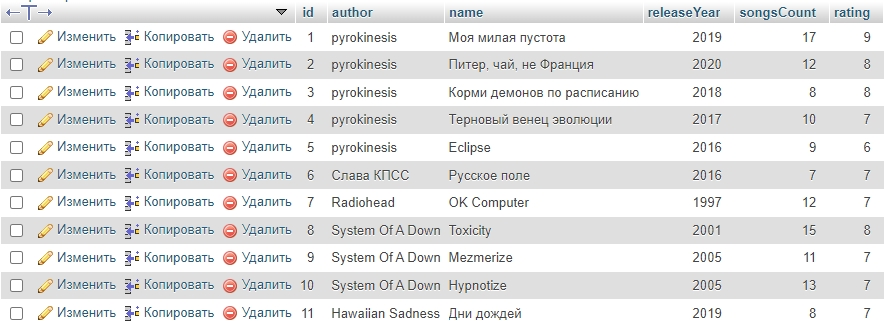 id author name releaseYear songsCount rating
Изменить Копировать Удалить 1 pyrokinesis Моя милая пустота 2019 17 9
Изменить Копировать Удалить 2 pyrokinesis Питер, чай, не Франция 2020 12 8
Изменить Копировать Удалить 3 pyrokinesis Корми демонов по расписанию 2018 8 8
Изменить Копировать Удалить 4 pyrokinesis Терновый венец эволюции 2017 10 7
Изменить Копировать Удалить 5 pyrokinesis Eclipse 2016 9 6
Изменить Копировать Удалить 6 Слава КПСС Русское поле 2016 7 7
Изменить Копировать Удалить 7 Radiohead OK Computer 1997 12 7
Изменить Копировать Удалить 8 System Of A Down Toxicity 2001 15 8
Изменить Копировать Удалить 9 System Of A Down Mezmerize 2005 11 7
Изменить Копировать Удалить 10 System Of A Down Hypnotize 2005 13 7
Изменить Копировать Удалить 11 Hawaiian Sadness Дни дождей 2019 8 7